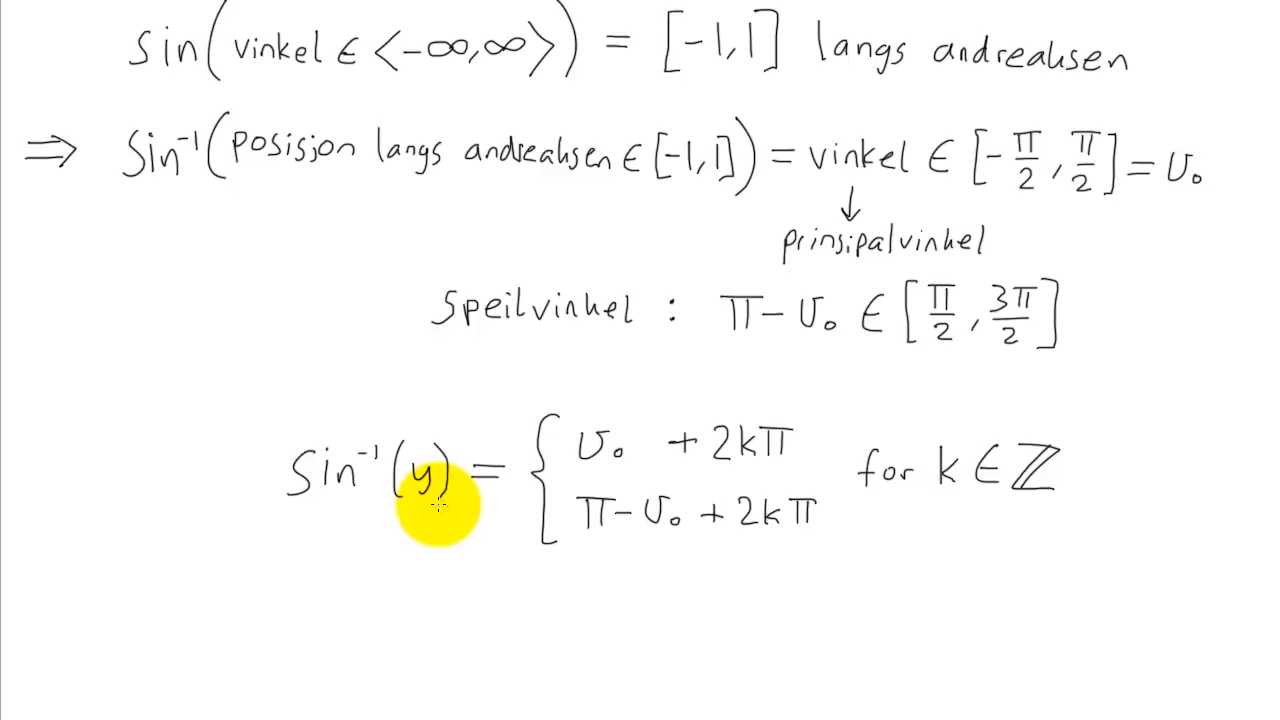 Sin(vinkel ∈ <-∞,∞>) = [-1,1] langs andreaksen
⇒ Sin⁻¹(posisjon langs andreaksen ∈ [-1,1]) = vinkel ∈ [-π/2, π/2] = v₀
↓
prinsipalvinkel
Speilvinkel : π - v₀ ∈ [π/2, 3π/2]
Sin⁻¹(y) = { v₀ + 2kπ
π - v₀ + 2kπ for k ∈ ℤ